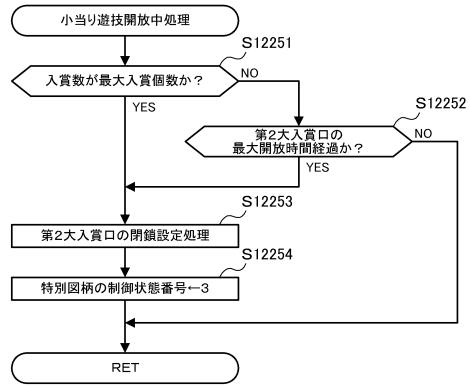 小当り遊技開放中処理
S12251
入賞数が最大入賞個数か？
NO
YES
S12252
第２大入賞口の
最大開放時間経過か？
NO
YES
S12253
第２大入賞口の閉鎖設定処理
S12254
特別図柄の制御状態番号←３
RET